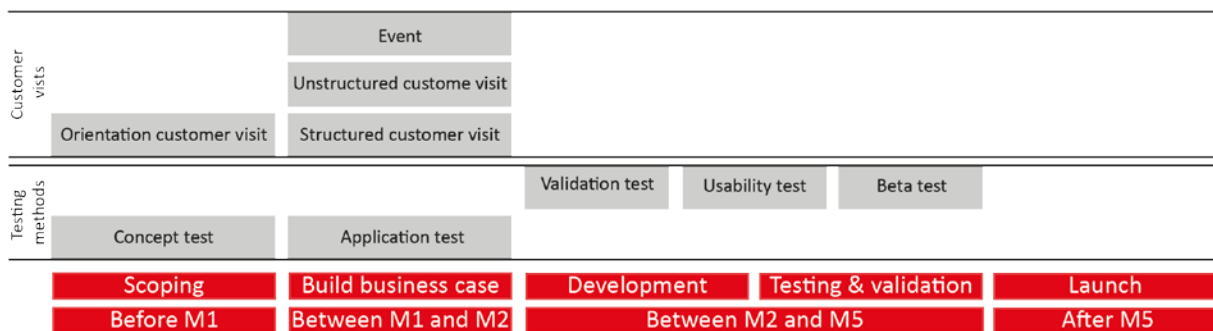 Customer
vists
Event
Unstructured custome visit
Orientation customer visit
Structured customer visit
Testing
methods
Validation test
Usability test
Beta test
Concept test
Application test
Scoping
Build business case
Development
Testing & validation
Launch
Before M1
Between M1 and M2
Between M2 and M5
After M5